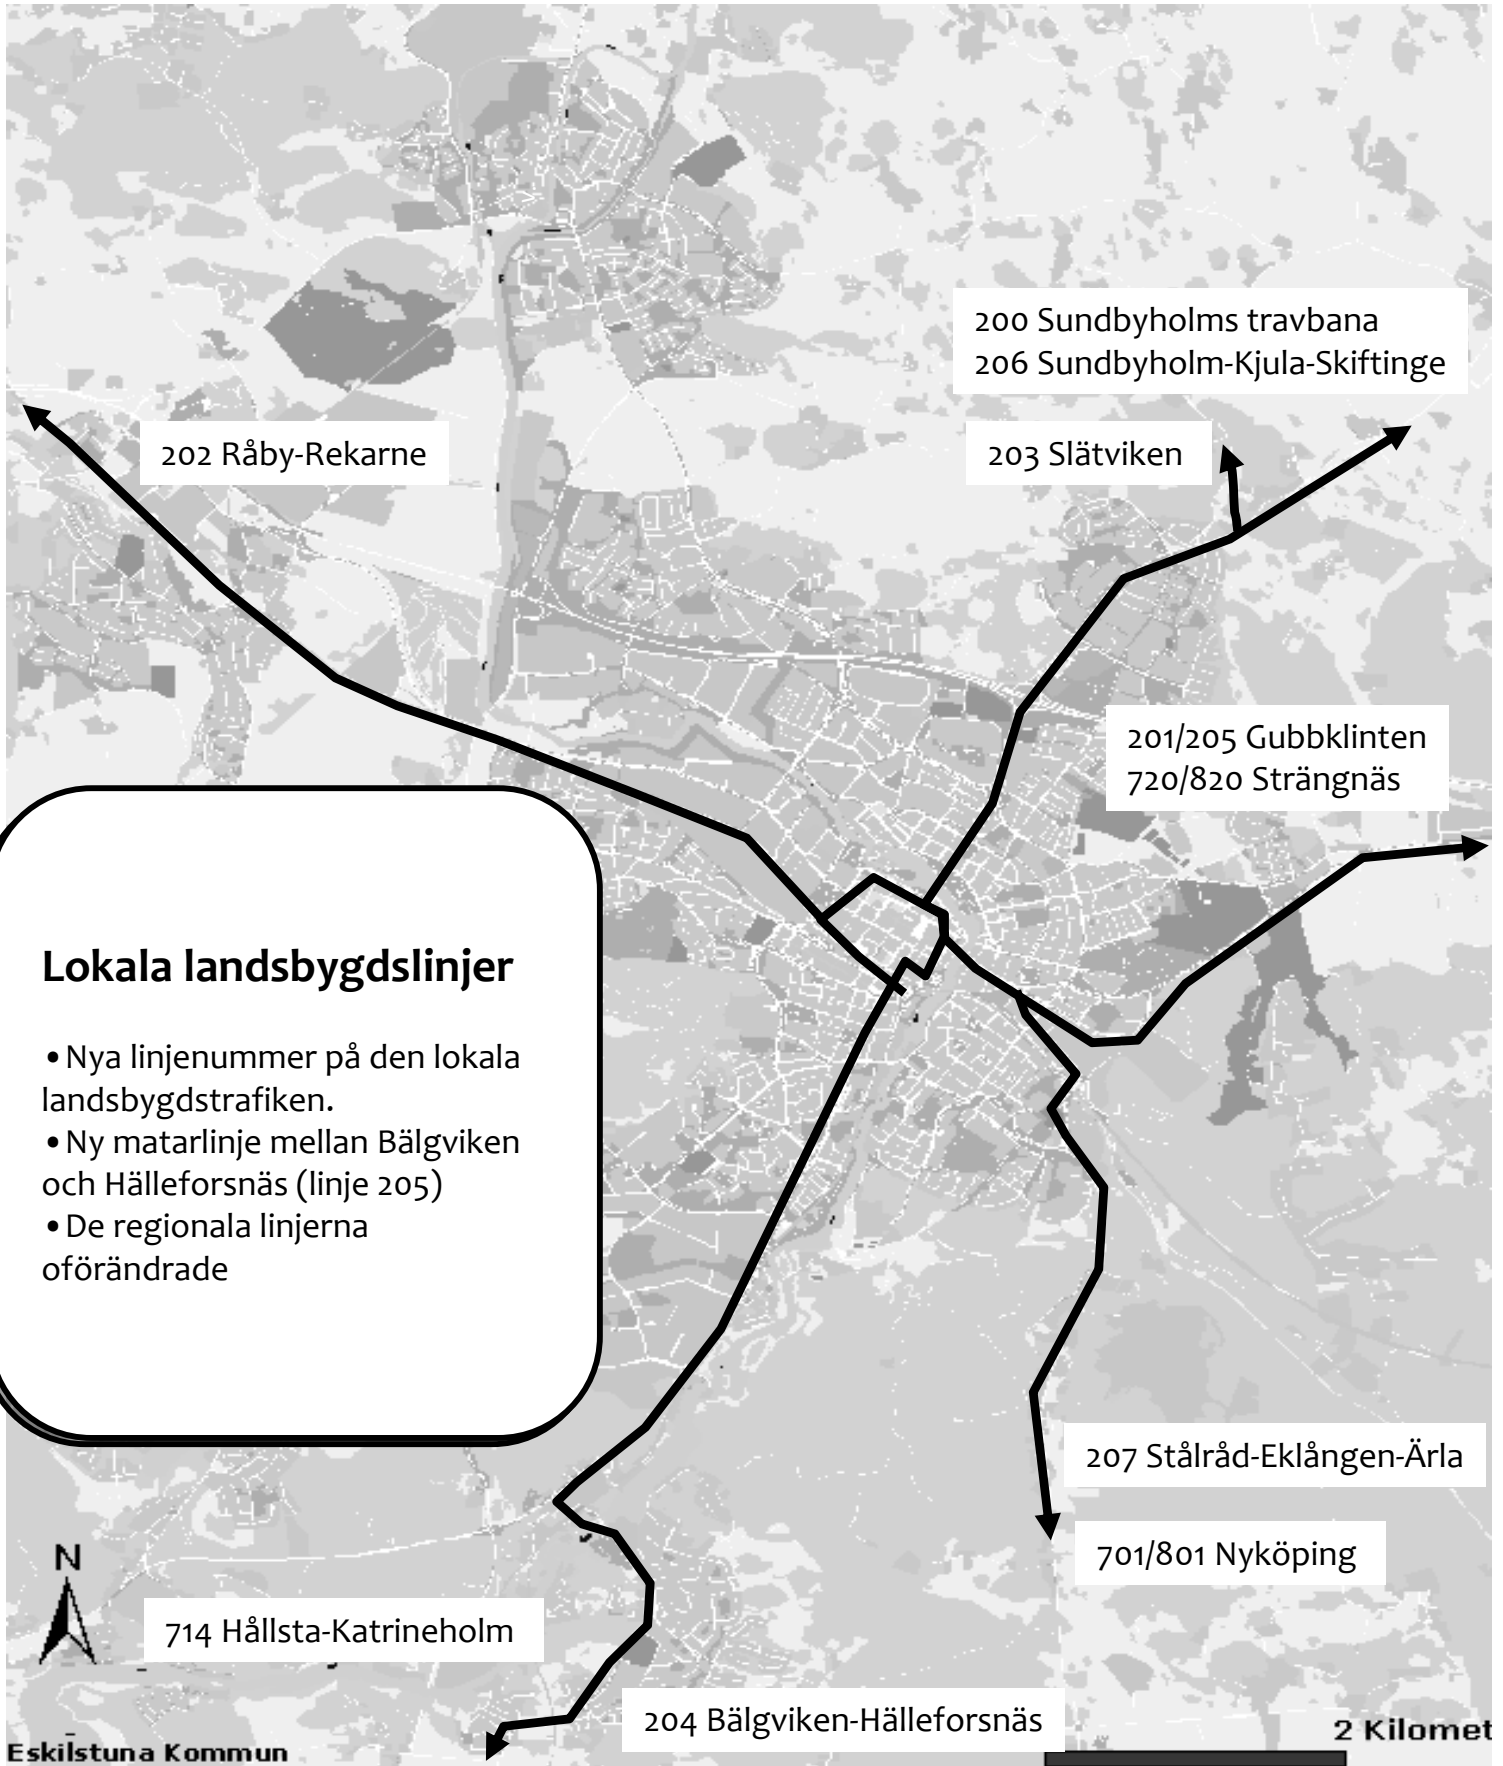 200 Sundbyholms travbana
206 Sundbyholm-Kjula-Skiftinge
202 Råby-Rekarne
203 Slätviken
201/205 Gubbklinten
720/820 Strängnäs
Lokala landsbygdslinjer
• Nya linjenummer på den lokala
landsbygdstrafiken.
• Ny matarlinje mellan Bälgviken
och Hälleforsnäs (linje 205)
• De regionala linjerna
oförändrade
207 Stålråd-Eklången-Ärla
701/801 Nyköping
N
714 Hållsta-Katrineholm
204 Bälgviken-Hälleforsnäs
2 Kilomet
Eskilstuna Kommun